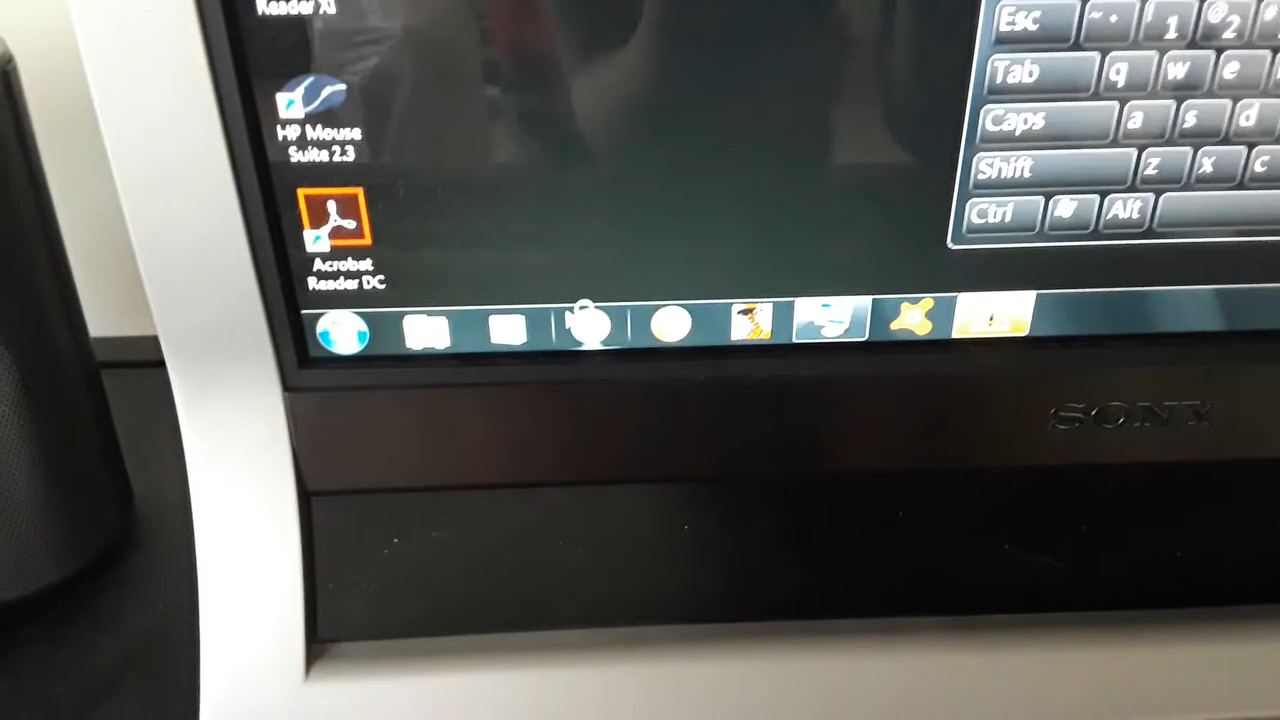 Reader XI
HP Mouse
Suite 2.3
Acrobat
Reader DC
Esc ~ ` ! 1 @ 2 #
Tab q w e
Caps a s d
Shift z x c
Ctrl Alt
SONY